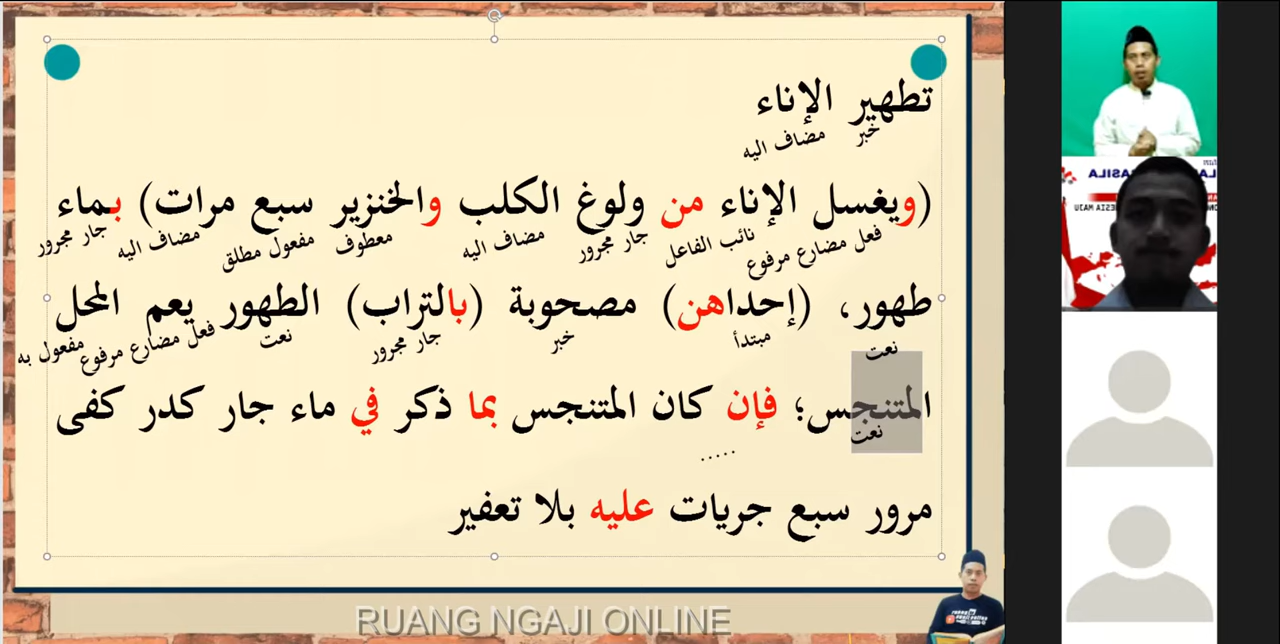 تطهير الإناء
خبر مضاف اليه
(ويغسل الإناء من ولوغ الكلب والخنزير سبع مرات) بماء
فعل مضارع مرفوع نائب الفاعل جار مجرور مضاف اليه معطوف مفعول مطلق مضاف اليه جار مجرور
طهور، (إحداهن) مصحوبة (بالتراب) الطهور يعم المحل
نعت مبتدأ خبر جار مجرور نعت فعل مضارع مرفوع مفعول به
المتنجس؛ فإن كان المتنجس بما ذكر في ماء جار كدر كفى
نعت .....
مرور سبع جريات عليه بلا تعفير
RUANG NGAJI ONLINE